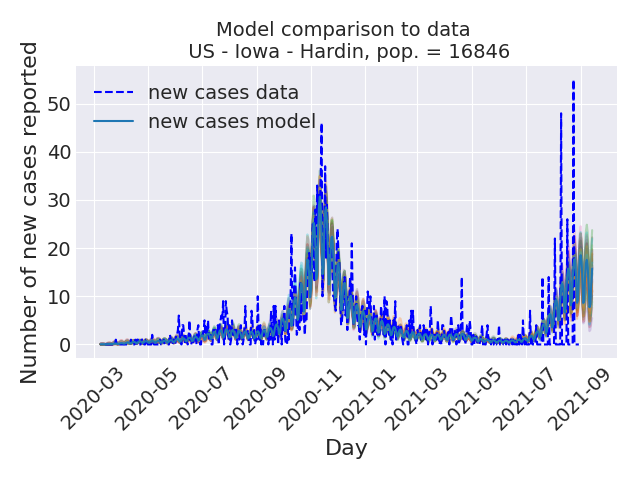 Model comparison to data
US - Iowa - Hardin, pop. = 16846
new cases data
new cases model
Number of new cases reported
50
40
30
20
10
0
2020-03
2020-05
2020-07
2020-09
2020-11
2021-01
2021-03
2021-05
2021-07
2021-09
Day